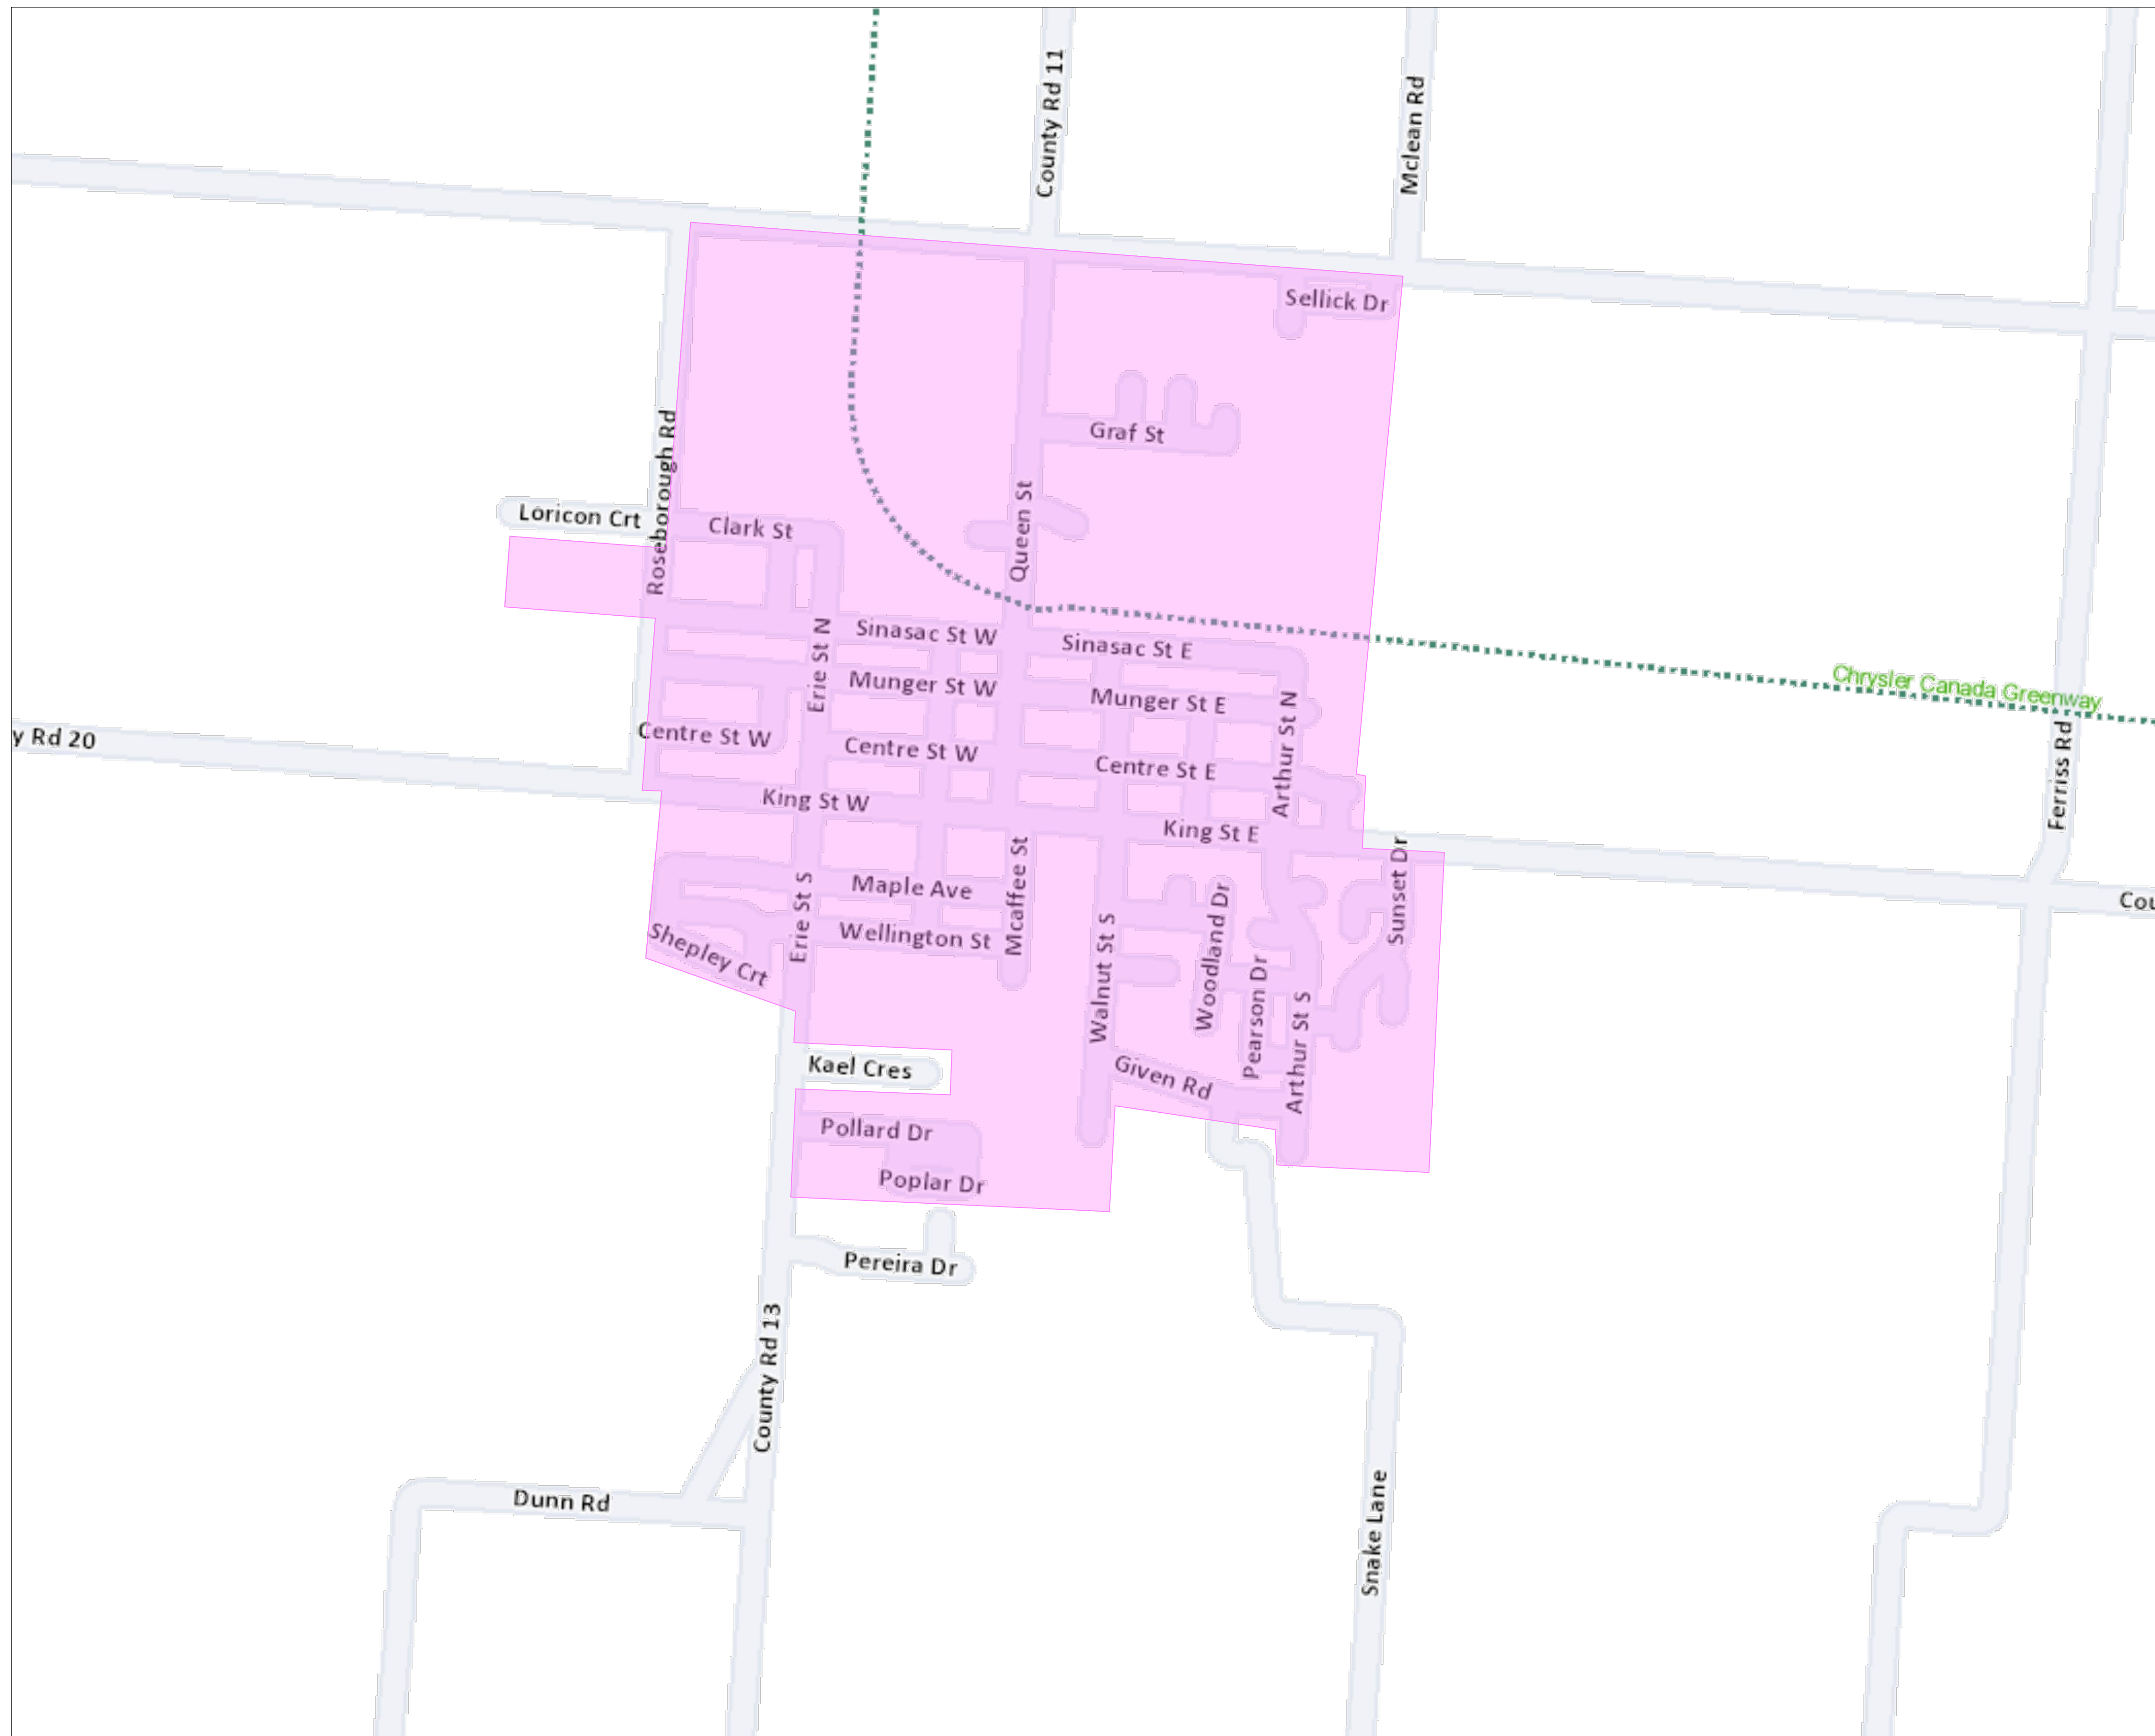 County Rd 11
Mclean Rd
Sellick Dr
Graf St
Roseborough Rd
Loricon Crt
Clark St
Queen St
Sinasac St W
Sinasac St E
Erie St N
Munger St W
Munger St E
Chrysler Canada Greenway
Arthur St N
Ferriss Rd
y Rd 20
Centre St W
Centre St W
Centre St E
King St W
King St E
Sunset Dr
Cou
Maple Ave
Mcaffee St
Erie St S
Wellington St
Shepley Crt
Walnut St S
Woodland Dr
Pearson Dr
Arthur St S
Kael Cres
Given Rd
Pollard Dr
Poplar Dr
Pereira Dr
County Rd 13
Dunn Rd
Snake Lane